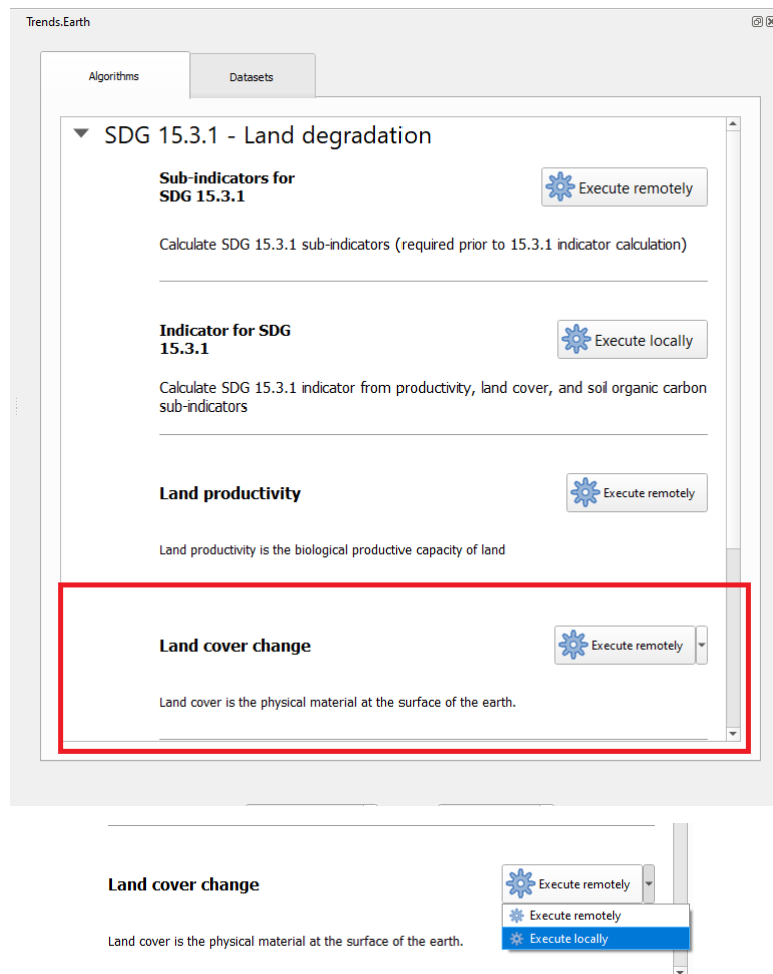 Trends.Earth
Algorithms
Datasets
SDG 15.3.1 - Land degradation
Sub-indicators for
SDG 15.3.1
Execute remotely
Calculate SDG 15.3.1 sub-indicators (required prior to 15.3.1 indicator calculation)
Indicator for SDG
15.3.1
Execute locally
Calculate SDG 15.3.1 indicator from productivity, land cover, and soil organic carbon
sub-indicators
Land productivity
Execute remotely
Land productivity is the biological productive capacity of land
Land cover change
Execute remotely
Land cover is the physical material at the surface of the earth.
Land cover change
Execute remotely
Execute remotely
Execute locally
Land cover is the physical material at the surface of the earth.